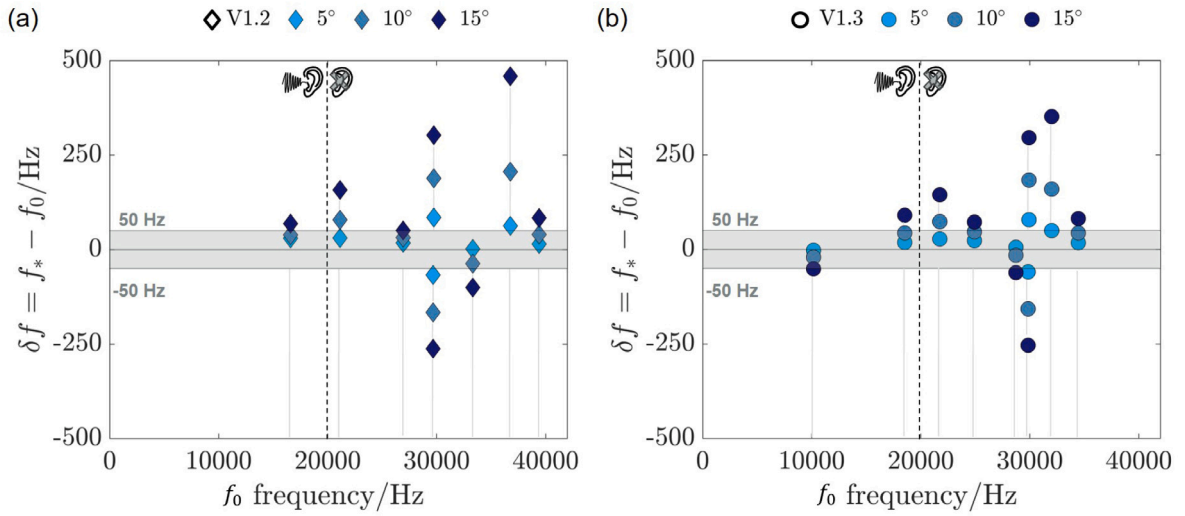 (a)
V1.2 5° 10° 15°
500
250
0
-250
-500
50 Hz
-50 Hz
δf = f* − f0/Hz
0 10000 20000 30000 40000
f0 frequency/Hz
(b)
V1.3 5° 10° 15°
500
250
0
-250
-500
50 Hz
-50 Hz
δf = f* − f0/Hz
0 10000 20000 30000 40000
f0 frequency/Hz